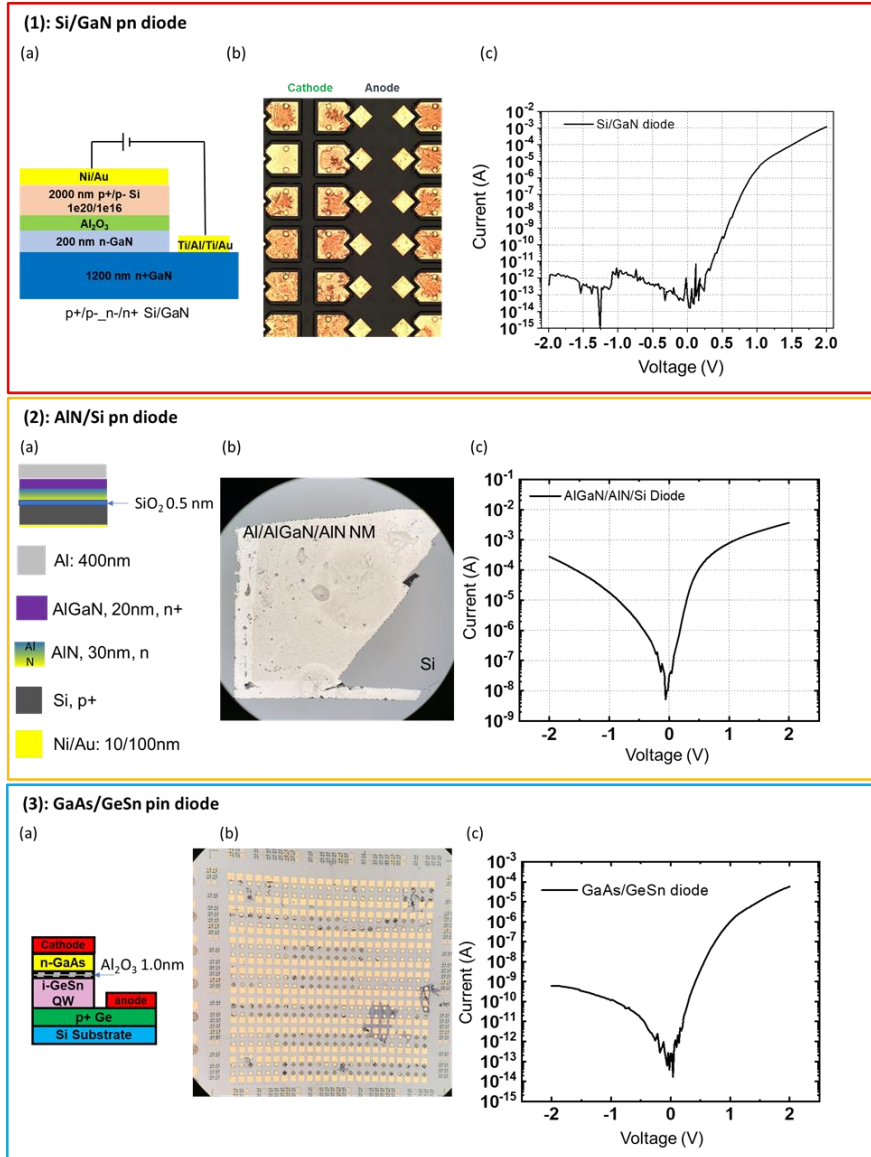 (1): Si/GaN pn diode
(a)
(b)
(c)
Ni/Au
2000 nm p+/p- Si
1e20/1e16
Al₂O₃
200 nm n-GaN
Ti/Al/Ti/Au
1200 nm n+GaN
p+/p-_n-/n+ Si/GaN
Cathode
Anode
Si/GaN diode
Current (A)
10⁻²
10⁻³
10⁻⁴
10⁻⁵
10⁻⁶
10⁻⁷
10⁻⁸
10⁻⁹
10⁻¹⁰
10⁻¹¹
10⁻¹²
10⁻¹³
10⁻¹⁴
10⁻¹⁵
-2.0 -1.5 -1.0 -0.5 0.0 0.5 1.0 1.5 2.0
Voltage (V)
(2): AlN/Si pn diode
(a)
(b)
(c)
SiO₂ 0.5 nm
Al: 400nm
AlGaN, 20nm, n+
Al
N
AlN, 30nm, n
Si, p+
Ni/Au: 10/100nm
Al/AlGaN/AlN NM
Si
AlGaN/AlN/Si Diode
Current (A)
10⁻¹
10⁻²
10⁻³
10⁻⁴
10⁻⁵
10⁻⁶
10⁻⁷
10⁻⁸
10⁻⁹
-2 -1 0 1 2
Voltage (V)
(3): GaAs/GeSn pin diode
(a)
(b)
(c)
Cathode
n-GaAs
Al₂O₃ 1.0nm
i-GeSn
QW
anode
p+ Ge
Si Substrate
GaAs/GeSn diode
Current (A)
10⁻³
10⁻⁴
10⁻⁵
10⁻⁶
10⁻⁷
10⁻⁸
10⁻⁹
10⁻¹⁰
10⁻¹¹
10⁻¹²
10⁻¹³
10⁻¹⁴
10⁻¹⁵
-2 -1 0 1 2
Voltage (V)